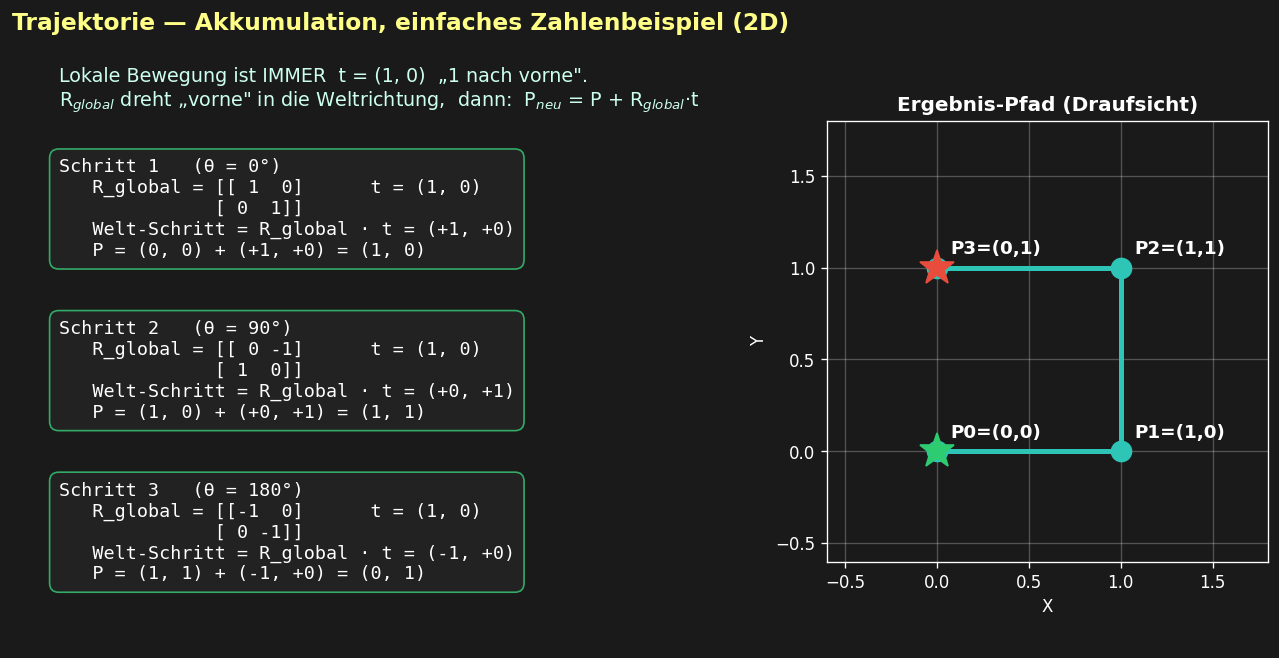 Trajektorie — Akkumulation, einfaches Zahlenbeispiel (2D)
Lokale Bewegung ist IMMER  t = (1, 0)  „1 nach vorne".
R_global dreht „vorne" in die Weltrichtung,  dann:  P_neu = P + R_global·t
Schritt 1   (θ = 0°)
   R_global = [[ 1  0]      t = (1, 0)
              [ 0  1]]
   Welt-Schritt = R_global · t = (+1, +0)
   P = (0, 0) + (+1, +0) = (1, 0)
Schritt 2   (θ = 90°)
   R_global = [[ 0 -1]      t = (1, 0)
              [ 1  0]]
   Welt-Schritt = R_global · t = (+0, +1)
   P = (1, 0) + (+0, +1) = (1, 1)
Schritt 3   (θ = 180°)
   R_global = [[-1  0]      t = (1, 0)
              [ 0 -1]]
   Welt-Schritt = R_global · t = (-1, +0)
   P = (1, 1) + (-1, +0) = (0, 1)
Ergebnis-Pfad (Draufsicht)
1.5
1.0
0.5
0.0
−0.5
Y
P3=(0,1)
P2=(1,1)
P0=(0,0)
P1=(1,0)
−0.5
0.0
0.5
1.0
1.5
X